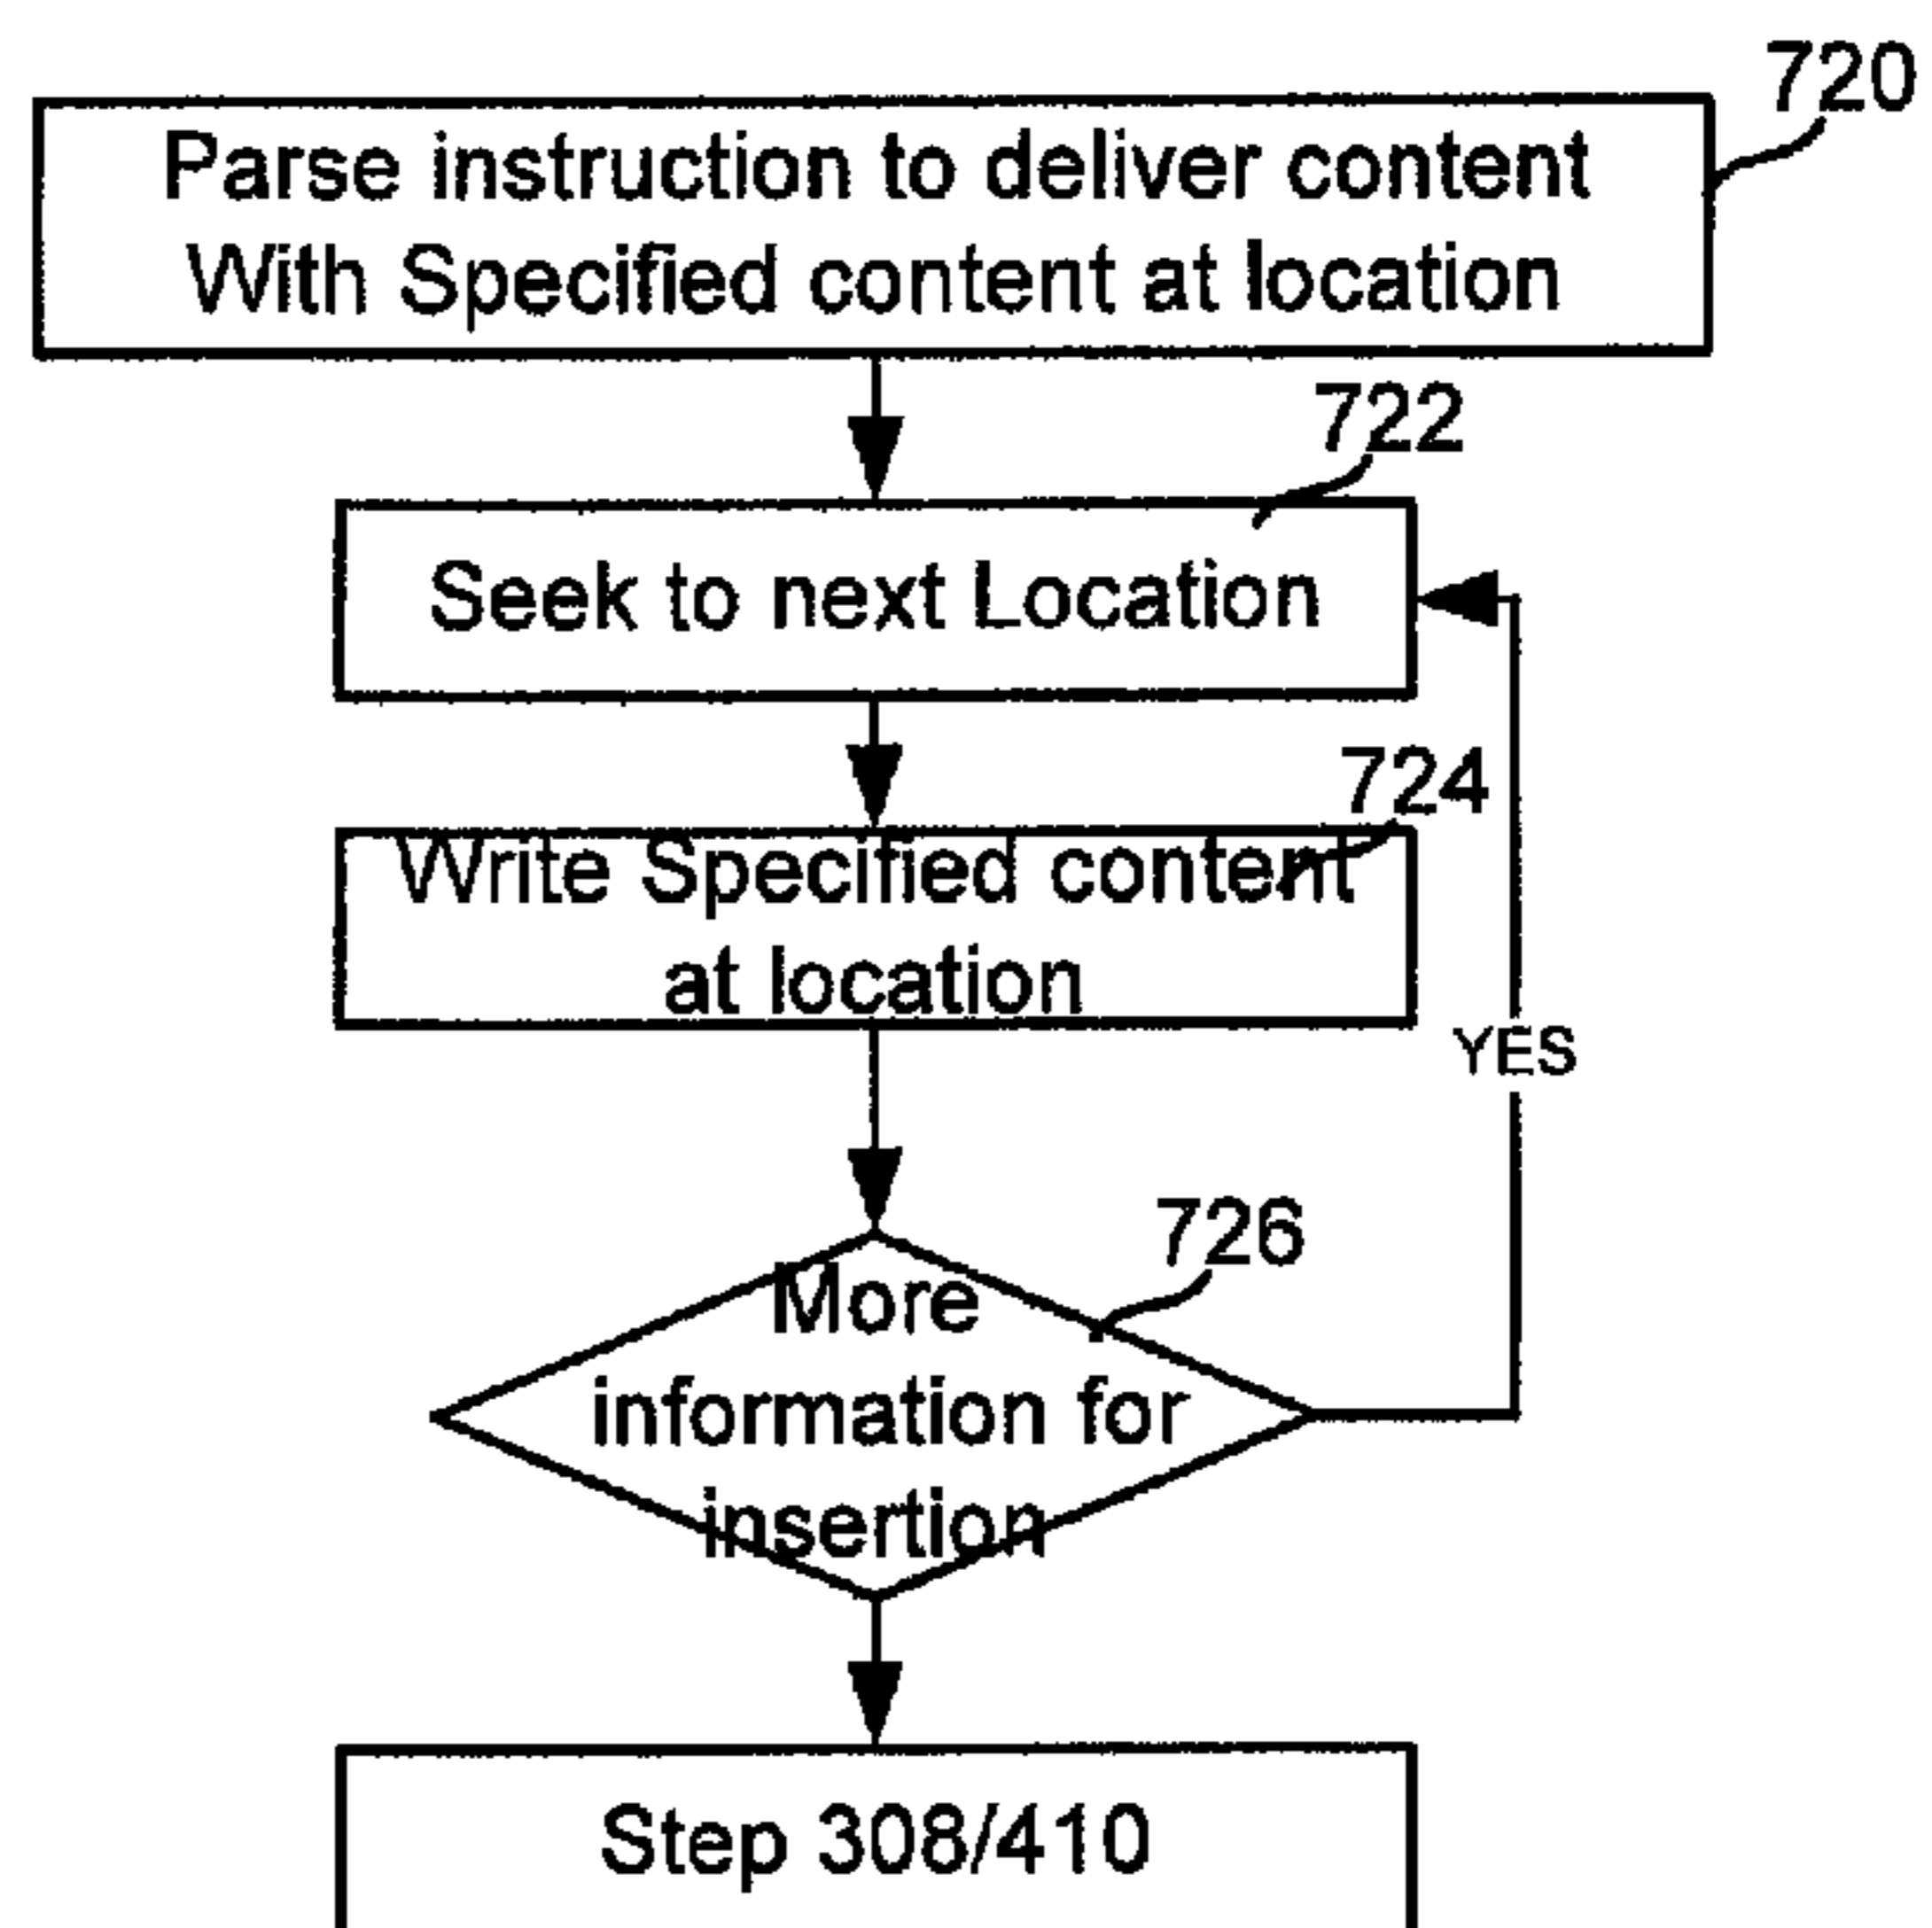 720
Parse instruction to deliver content
With Specified content at location
722
Seek to next Location
724
Write Specified content
at location
YES
726
More
information for
insertion
Step 308/410